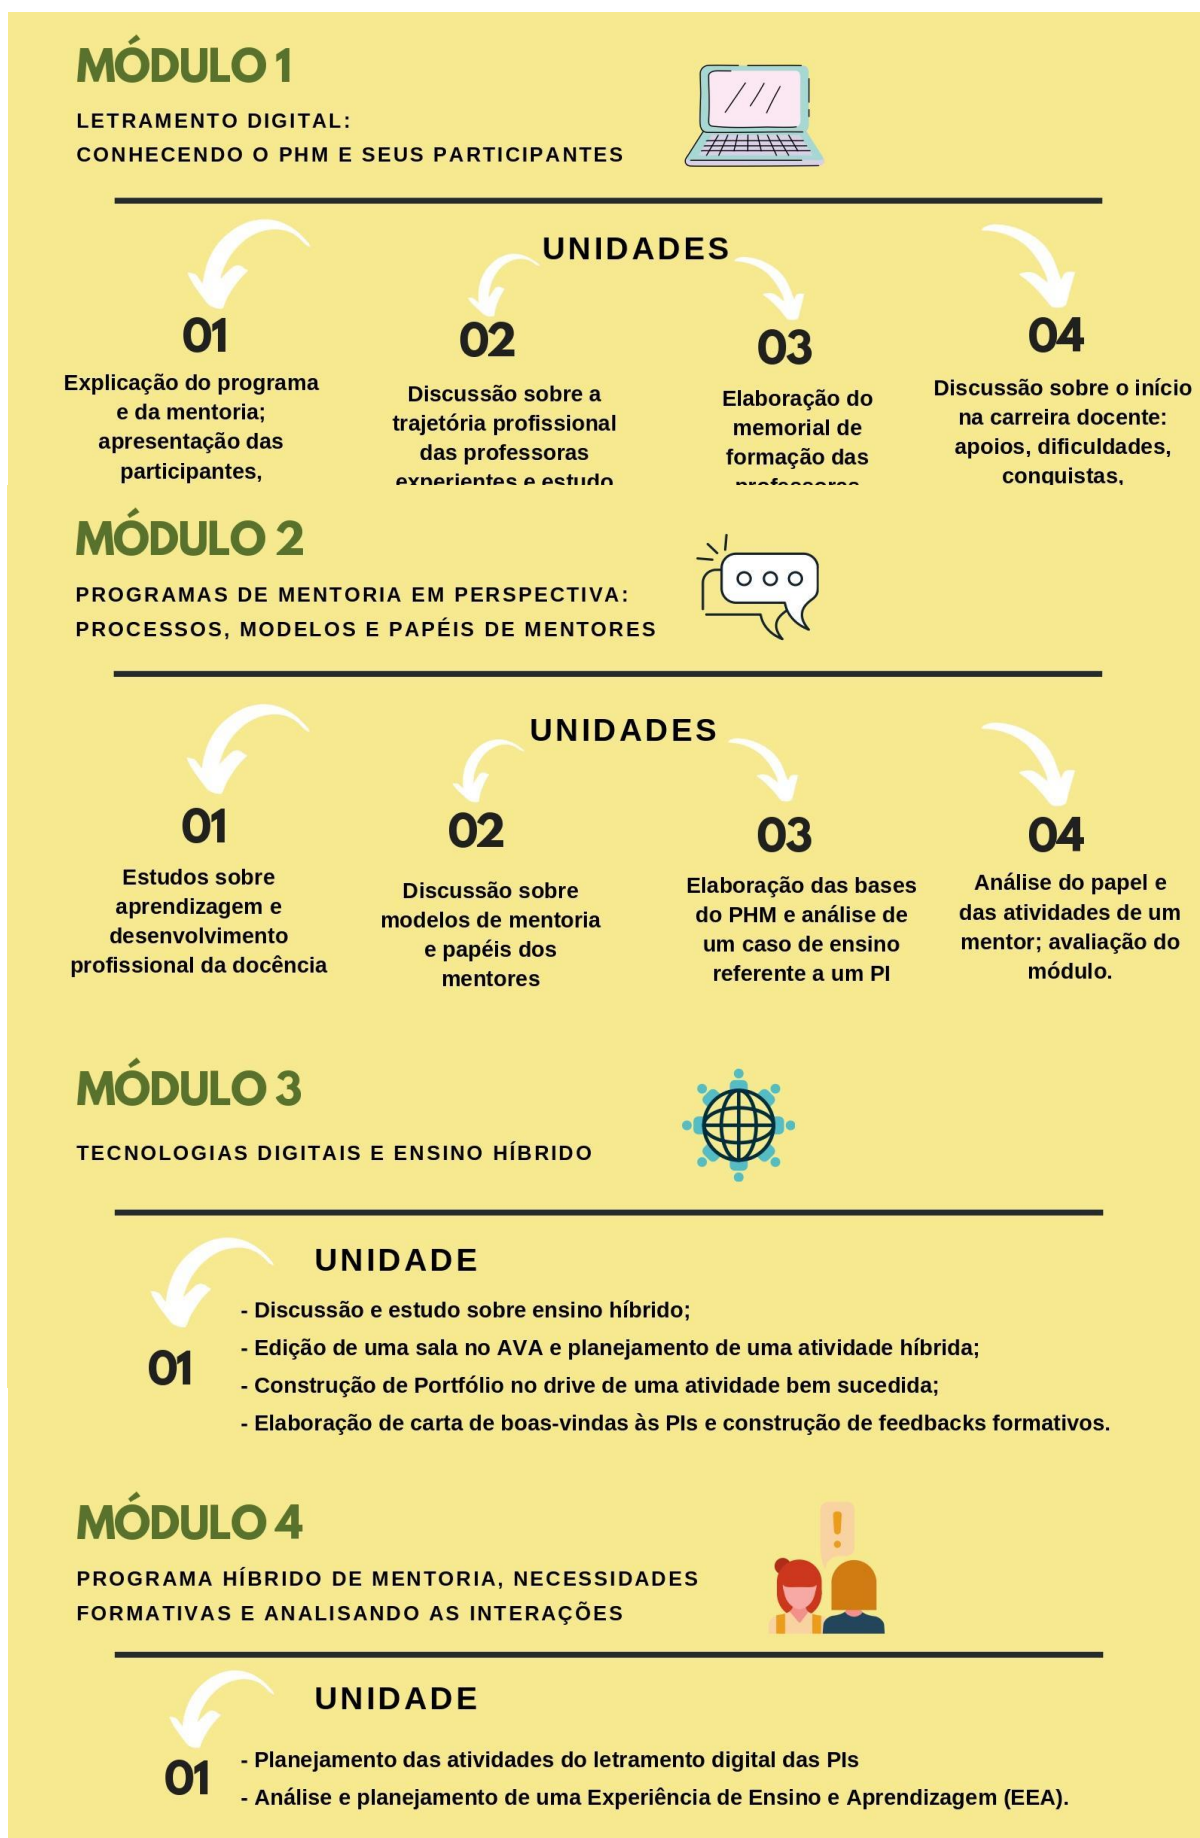 MÓDULO 1
LETRAMENTO DIGITAL:
CONHECENDO O PHM E SEUS PARTICIPANTES
UNIDADES
01
Explicação do programa
e da mentoria;
apresentação das
participantes,
02
Discussão sobre a
trajetória profissional
das professoras
experientes e estudo
03
Elaboração do
memorial de
formação das
professoras
04
Discussão sobre o início
na carreira docente:
apoios, dificuldades,
conquistas,
MÓDULO 2
PROGRAMAS DE MENTORIA EM PERSPECTIVA:
PROCESSOS, MODELOS E PAPÉIS DE MENTORES
UNIDADES
01
Estudos sobre
aprendizagem e
desenvolvimento
profissional da docência
02
Discussão sobre
modelos de mentoria
e papéis dos
mentores
03
Elaboração das bases
do PHM e análise de
um caso de ensino
referente a um PI
04
Análise do papel e
das atividades de um
mentor; avaliação do
módulo.
MÓDULO 3
TECNOLOGIAS DIGITAIS E ENSINO HÍBRIDO
UNIDADE
01
- Discussão e estudo sobre ensino híbrido;
- Edição de uma sala no AVA e planejamento de uma atividade híbrida;
- Construção de Portfólio no drive de uma atividade bem sucedida;
- Elaboração de carta de boas-vindas às PIs e construção de feedbacks formativos.
MÓDULO 4
PROGRAMA HÍBRIDO DE MENTORIA, NECESSIDADES
FORMATIVAS E ANALISANDO AS INTERAÇÕES
UNIDADE
01
- Planejamento das atividades do letramento digital das PIs
- Análise e planejamento de uma Experiência de Ensino e Aprendizagem (EEA).